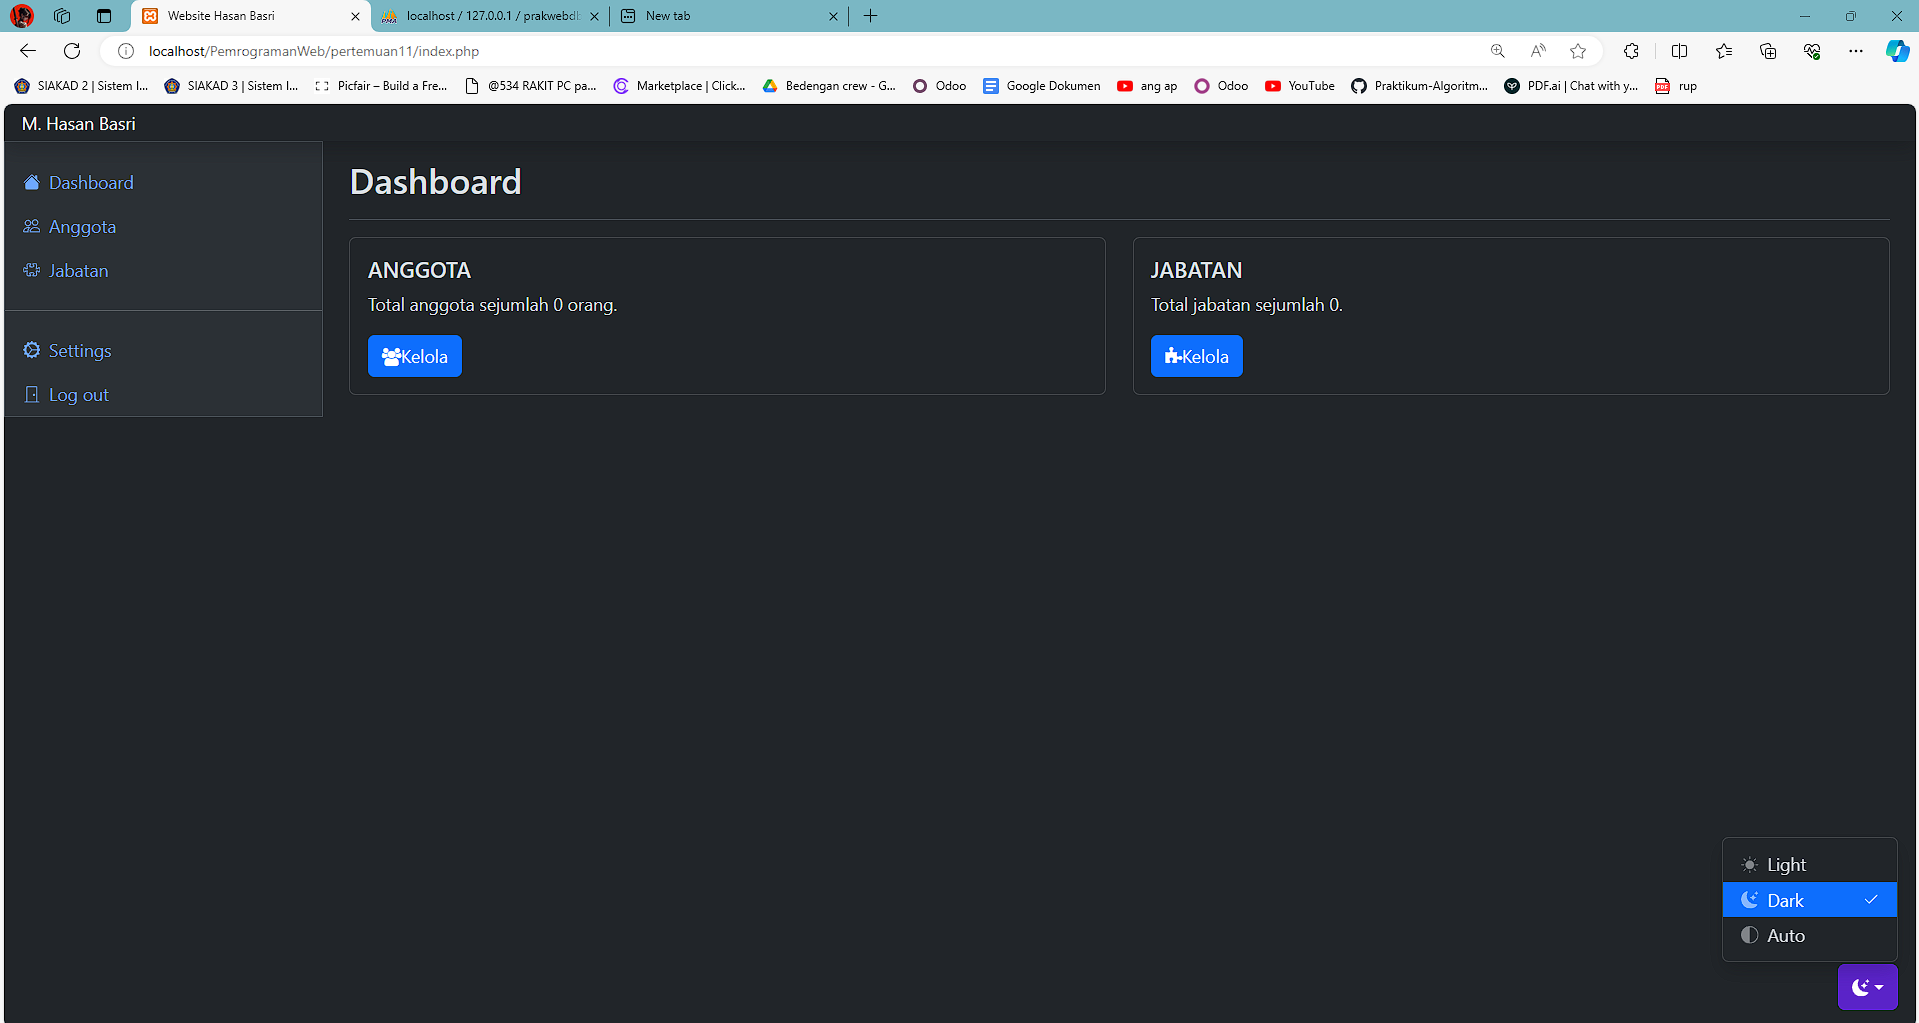 Website Hasan Basri
localhost / 127.0.0.1 / prakwebdb
New tab
localhost/PemrogramanWeb/pertemuan11/index.php
SIAKAD 2 | Sistem I...
SIAKAD 3 | Sistem I...
Picfair – Build a Fre...
@534 RAKIT PC pa...
Marketplace | Click...
Bedengan crew - G...
Odoo
Google Dokumen
ang ap
Odoo
YouTube
Praktikum-Algoritm...
PDF.ai | Chat with y...
rup
M. Hasan Basri
Dashboard
Anggota
Jabatan
Settings
Log out
Dashboard
ANGGOTA
Total anggota sejumlah 0 orang.
Kelola
JABATAN
Total jabatan sejumlah 0.
Kelola
Light
Dark
Auto